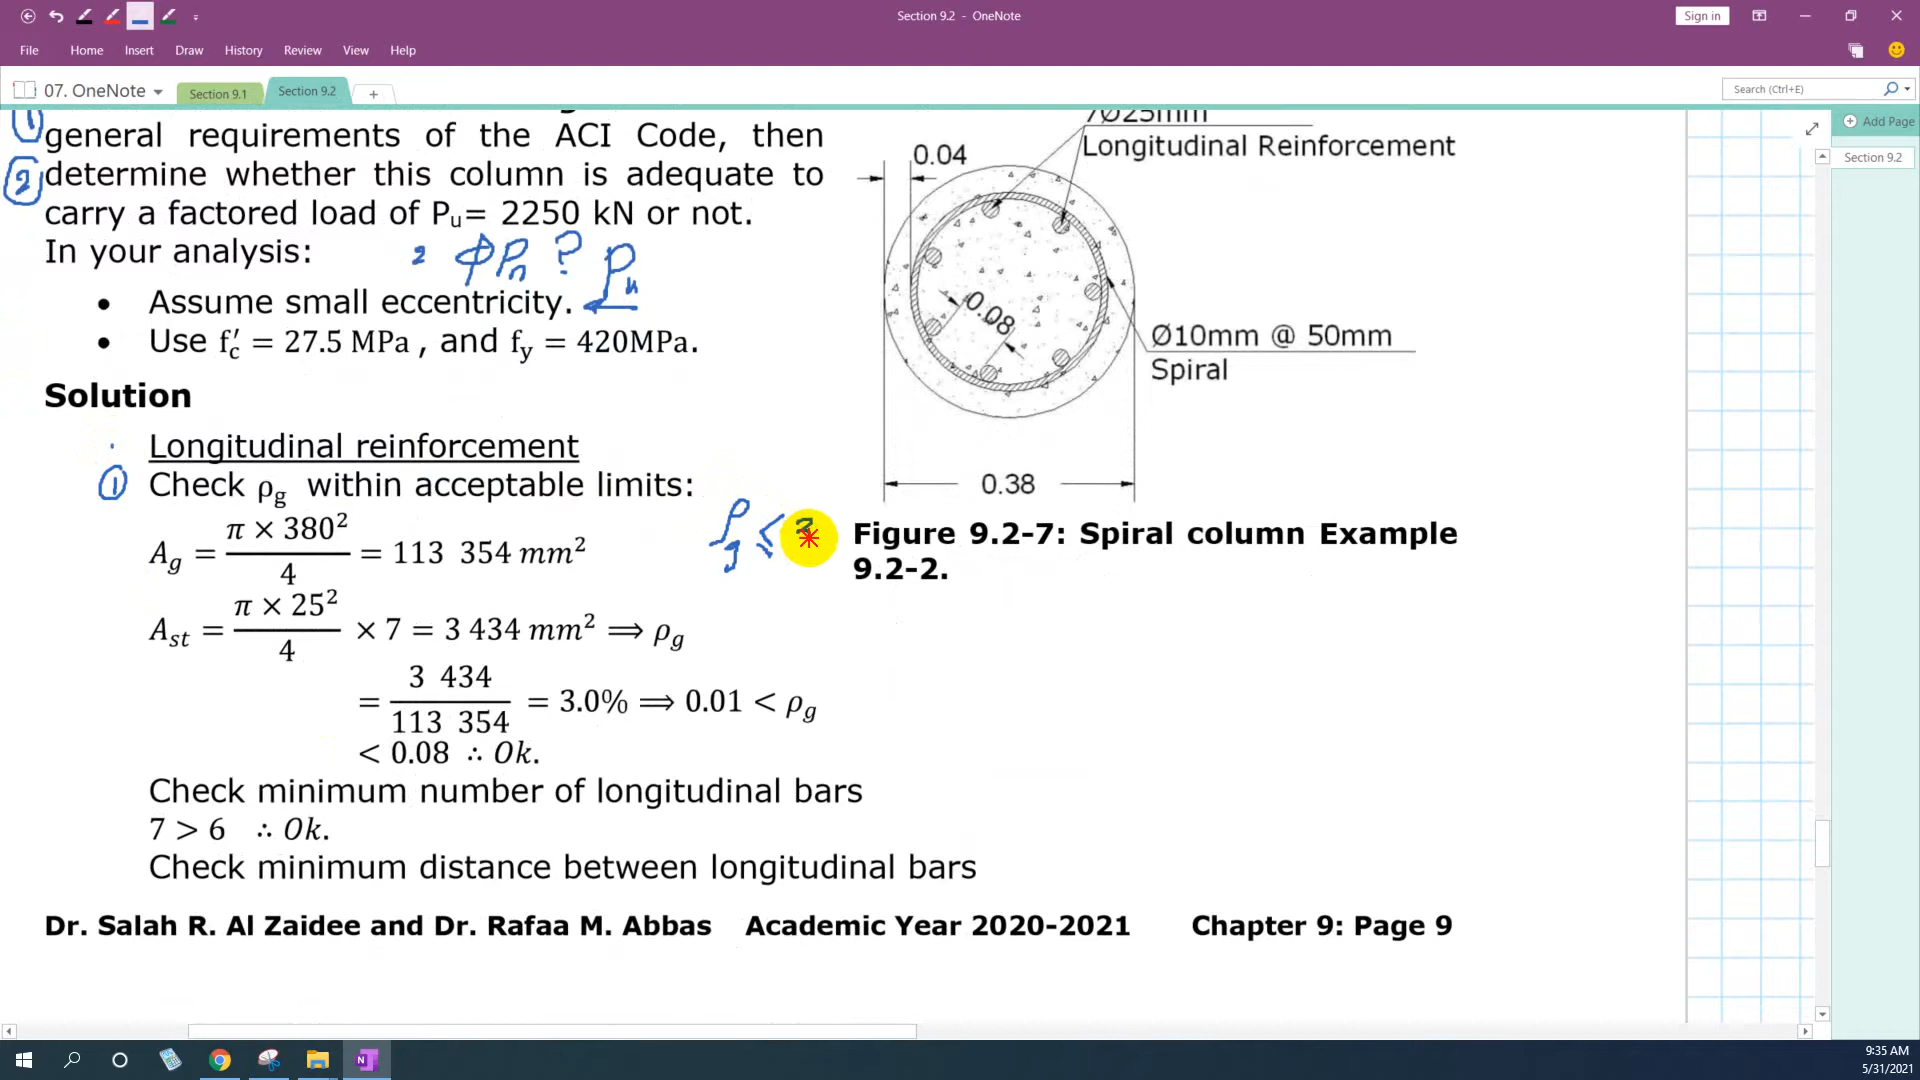 Section 9.2 - OneNote
Sign in
File Home Insert Draw History Review View Help
07. OneNote
Section 9.1
Section 9.2
Search (Ctrl+E)
Add Page
Section 9.2
1
general requirements of the ACI Code, then
2
determine whether this column is adequate to
carry a factored load of Pu= 2250 kN or not.
In your analysis:
2 ϕPn ? Pu
• Assume small eccentricity.
• Use f′c = 27.5 MPa , and fy = 420MPa.
Solution
Longitudinal reinforcement
1
Check ρg within acceptable limits:
Ag = π × 380² / 4 = 113 354 mm²
ρg ≤
Ast = π × 25² / 4 × 7 = 3 434 mm² ⟹ ρg
= 3 434 / 113 354 = 3.0% ⟹ 0.01 < ρg
< 0.08 ∴ Ok.
Check minimum number of longitudinal bars
7 > 6 ∴ Ok.
Check minimum distance between longitudinal bars
7Ø25mm
Longitudinal Reinforcement
0.04
0.08
Ø10mm @ 50mm
Spiral
0.38
Figure 9.2-7: Spiral column Example
9.2-2.
Dr. Salah R. Al Zaidee and Dr. Rafaa M. Abbas Academic Year 2020-2021 Chapter 9: Page 9
N
9:35 AM
5/31/2021